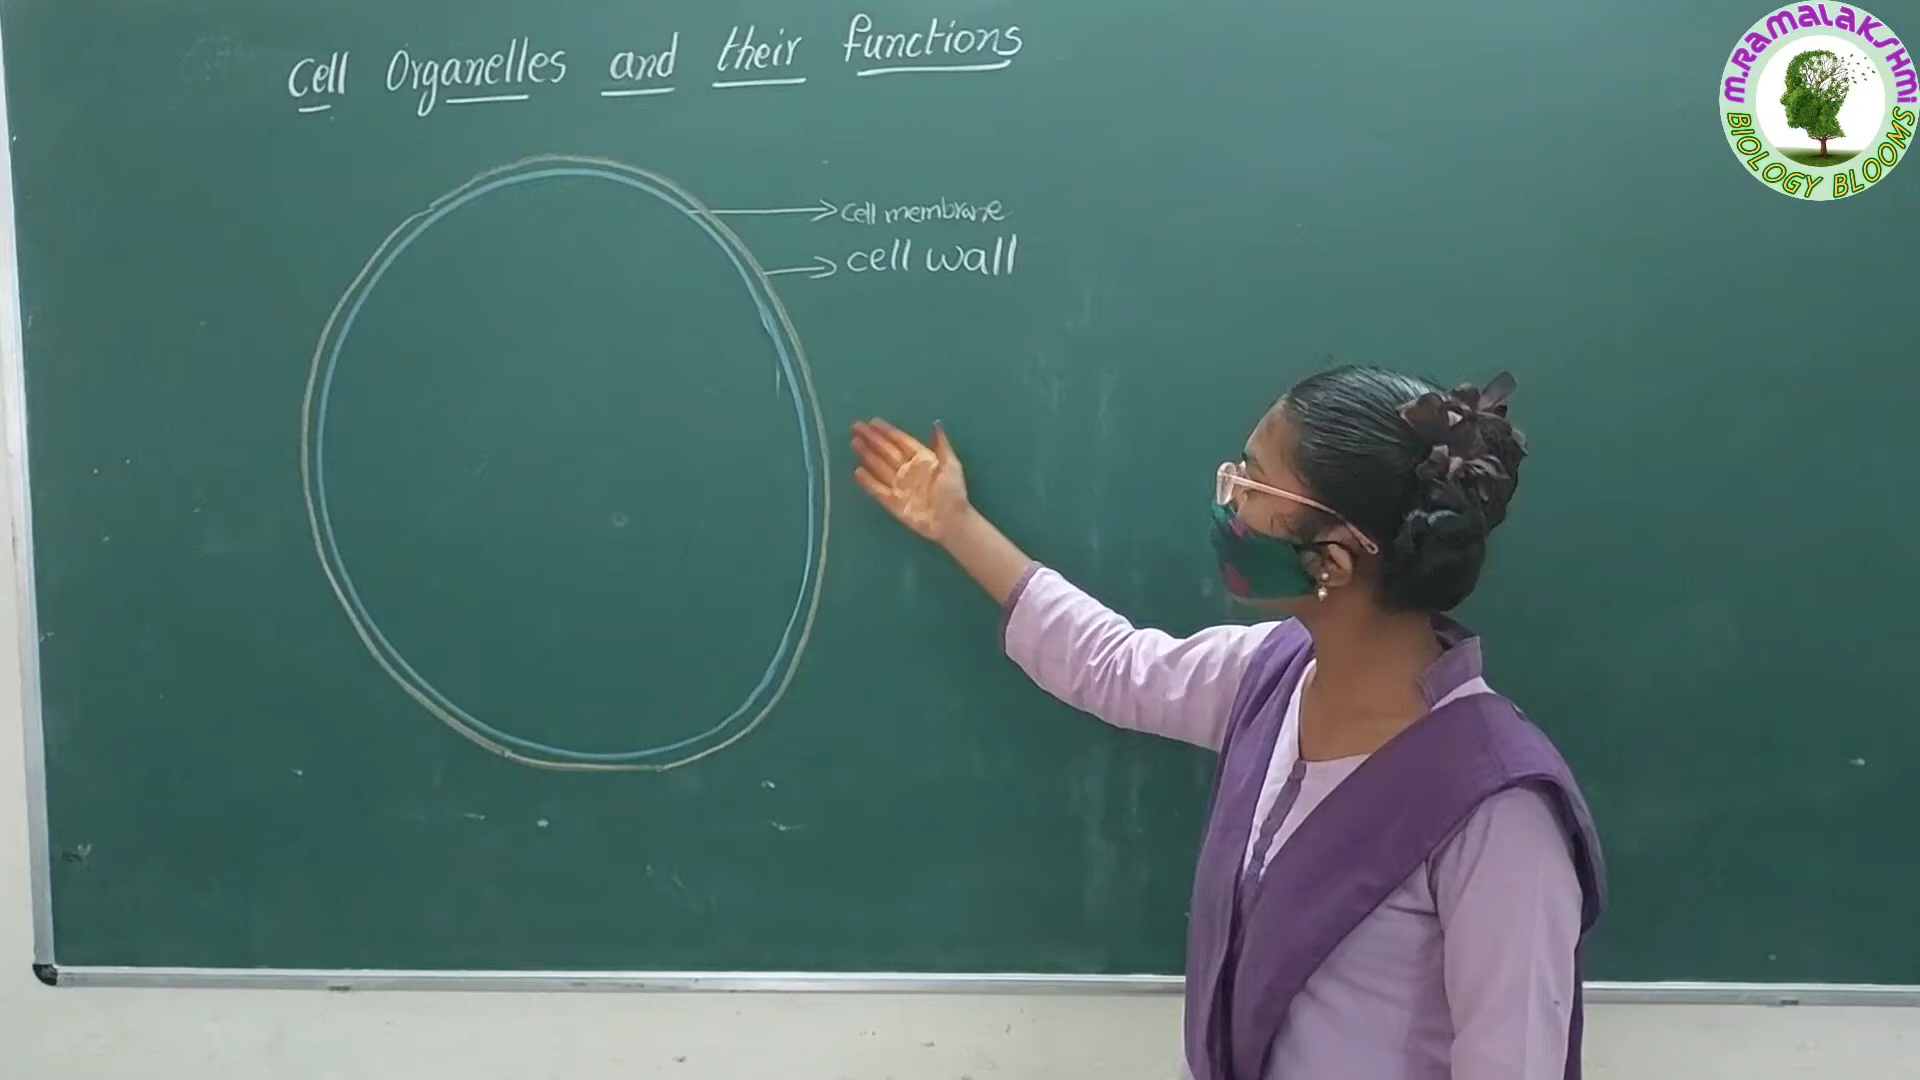 Cell Organelles and their functions
cell membrane
cell wall
M.RAMALAKSHMI
BIOLOGY BLOOMS